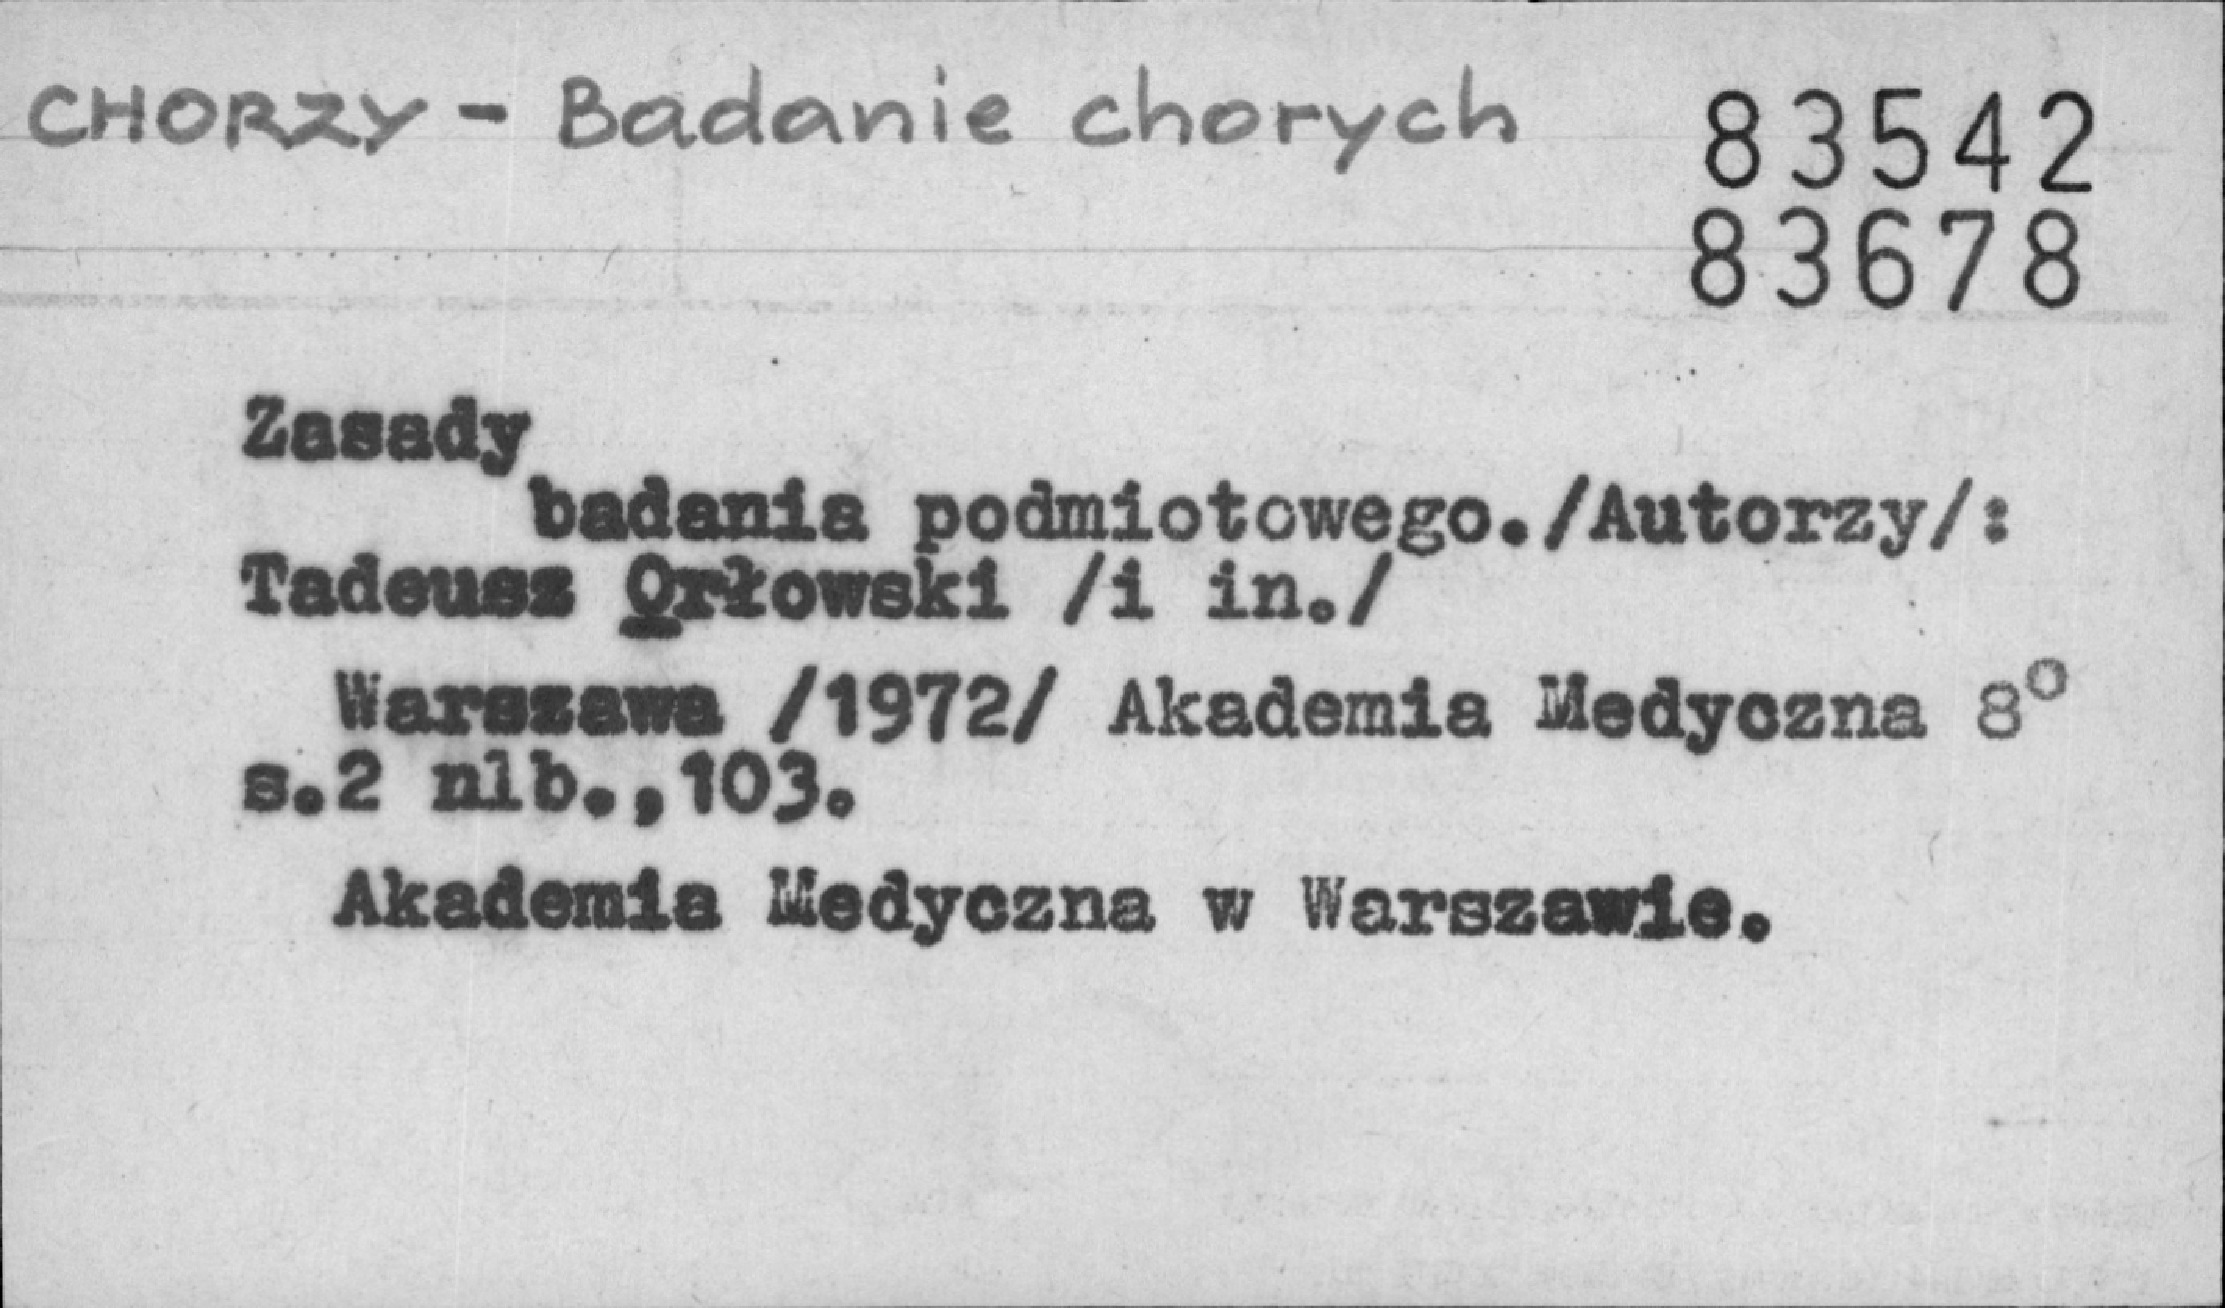 CHORZY - Badanie chorych
83542
83678
Zasady
badania podmiotowego./Autorzy/:
Tadeusz Orłowski /i in./
Warszawa /1972/ Akademia Medyczna 8°
s.2 nlb.,103.
Akademia Medyczna w Warszawie.